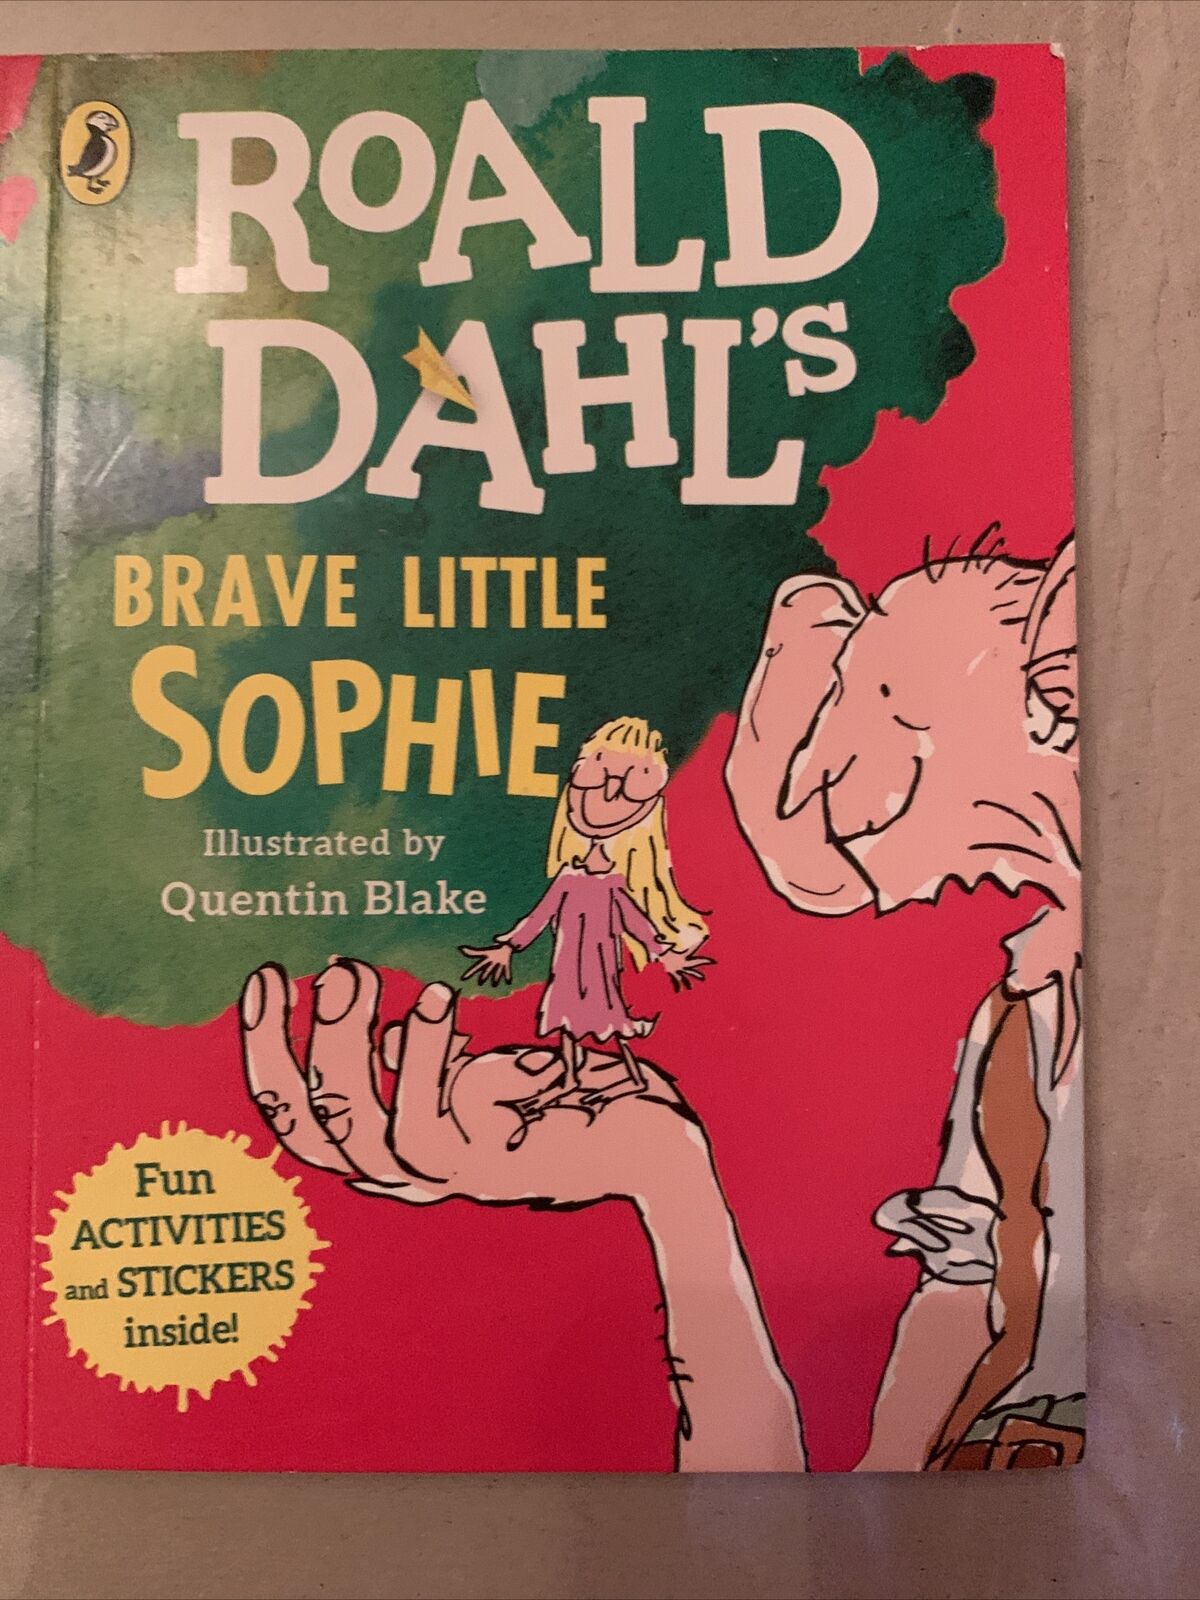 ROALD
DAHL'S
BRAVE LITTLE
SOPHIE
Illustrated by
Quentin Blake
Fun
ACTIVITIES
and STICKERS
inside!